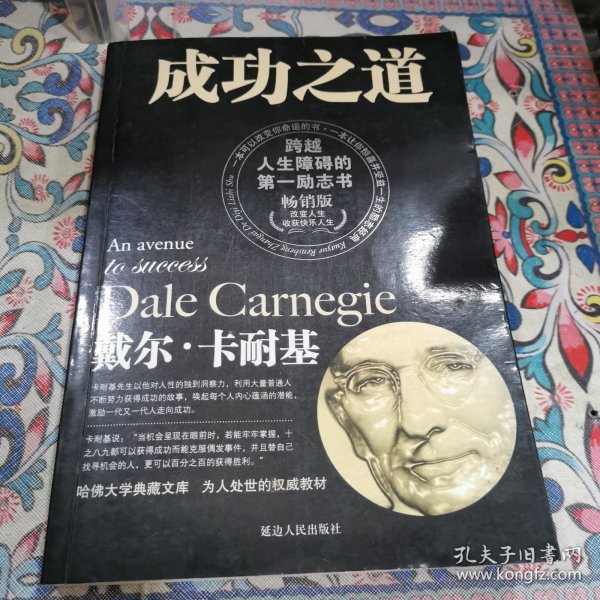 成功之道
一本可以改变你命运的书·一本让你
跨越
人生障碍的
第一励志书
畅销版
改变人生
收获快乐人生
Kuayue Rensheng Zhangai De Diyi Lizhi Shu
An avenue
to success
Dale Carnegie
戴尔·卡耐基
卡耐基先生以他对人性的独到洞察力，利用大量普通人
不断努力获得成功的故事，唤起每个人内心蕴涵的潜能，
激励一代又一代人走向成功。
卡耐基说：“当机会呈现在眼前时，若能牢牢掌握，十
之八九都可以获得成功而能克服偶发事件，并且替自己
找寻机会的人，更可以百分之百的获得胜利。”
哈佛大学典藏文库 为人处世的权威教材
延边人民出版社
孔夫子旧书网
www.kongfz.com